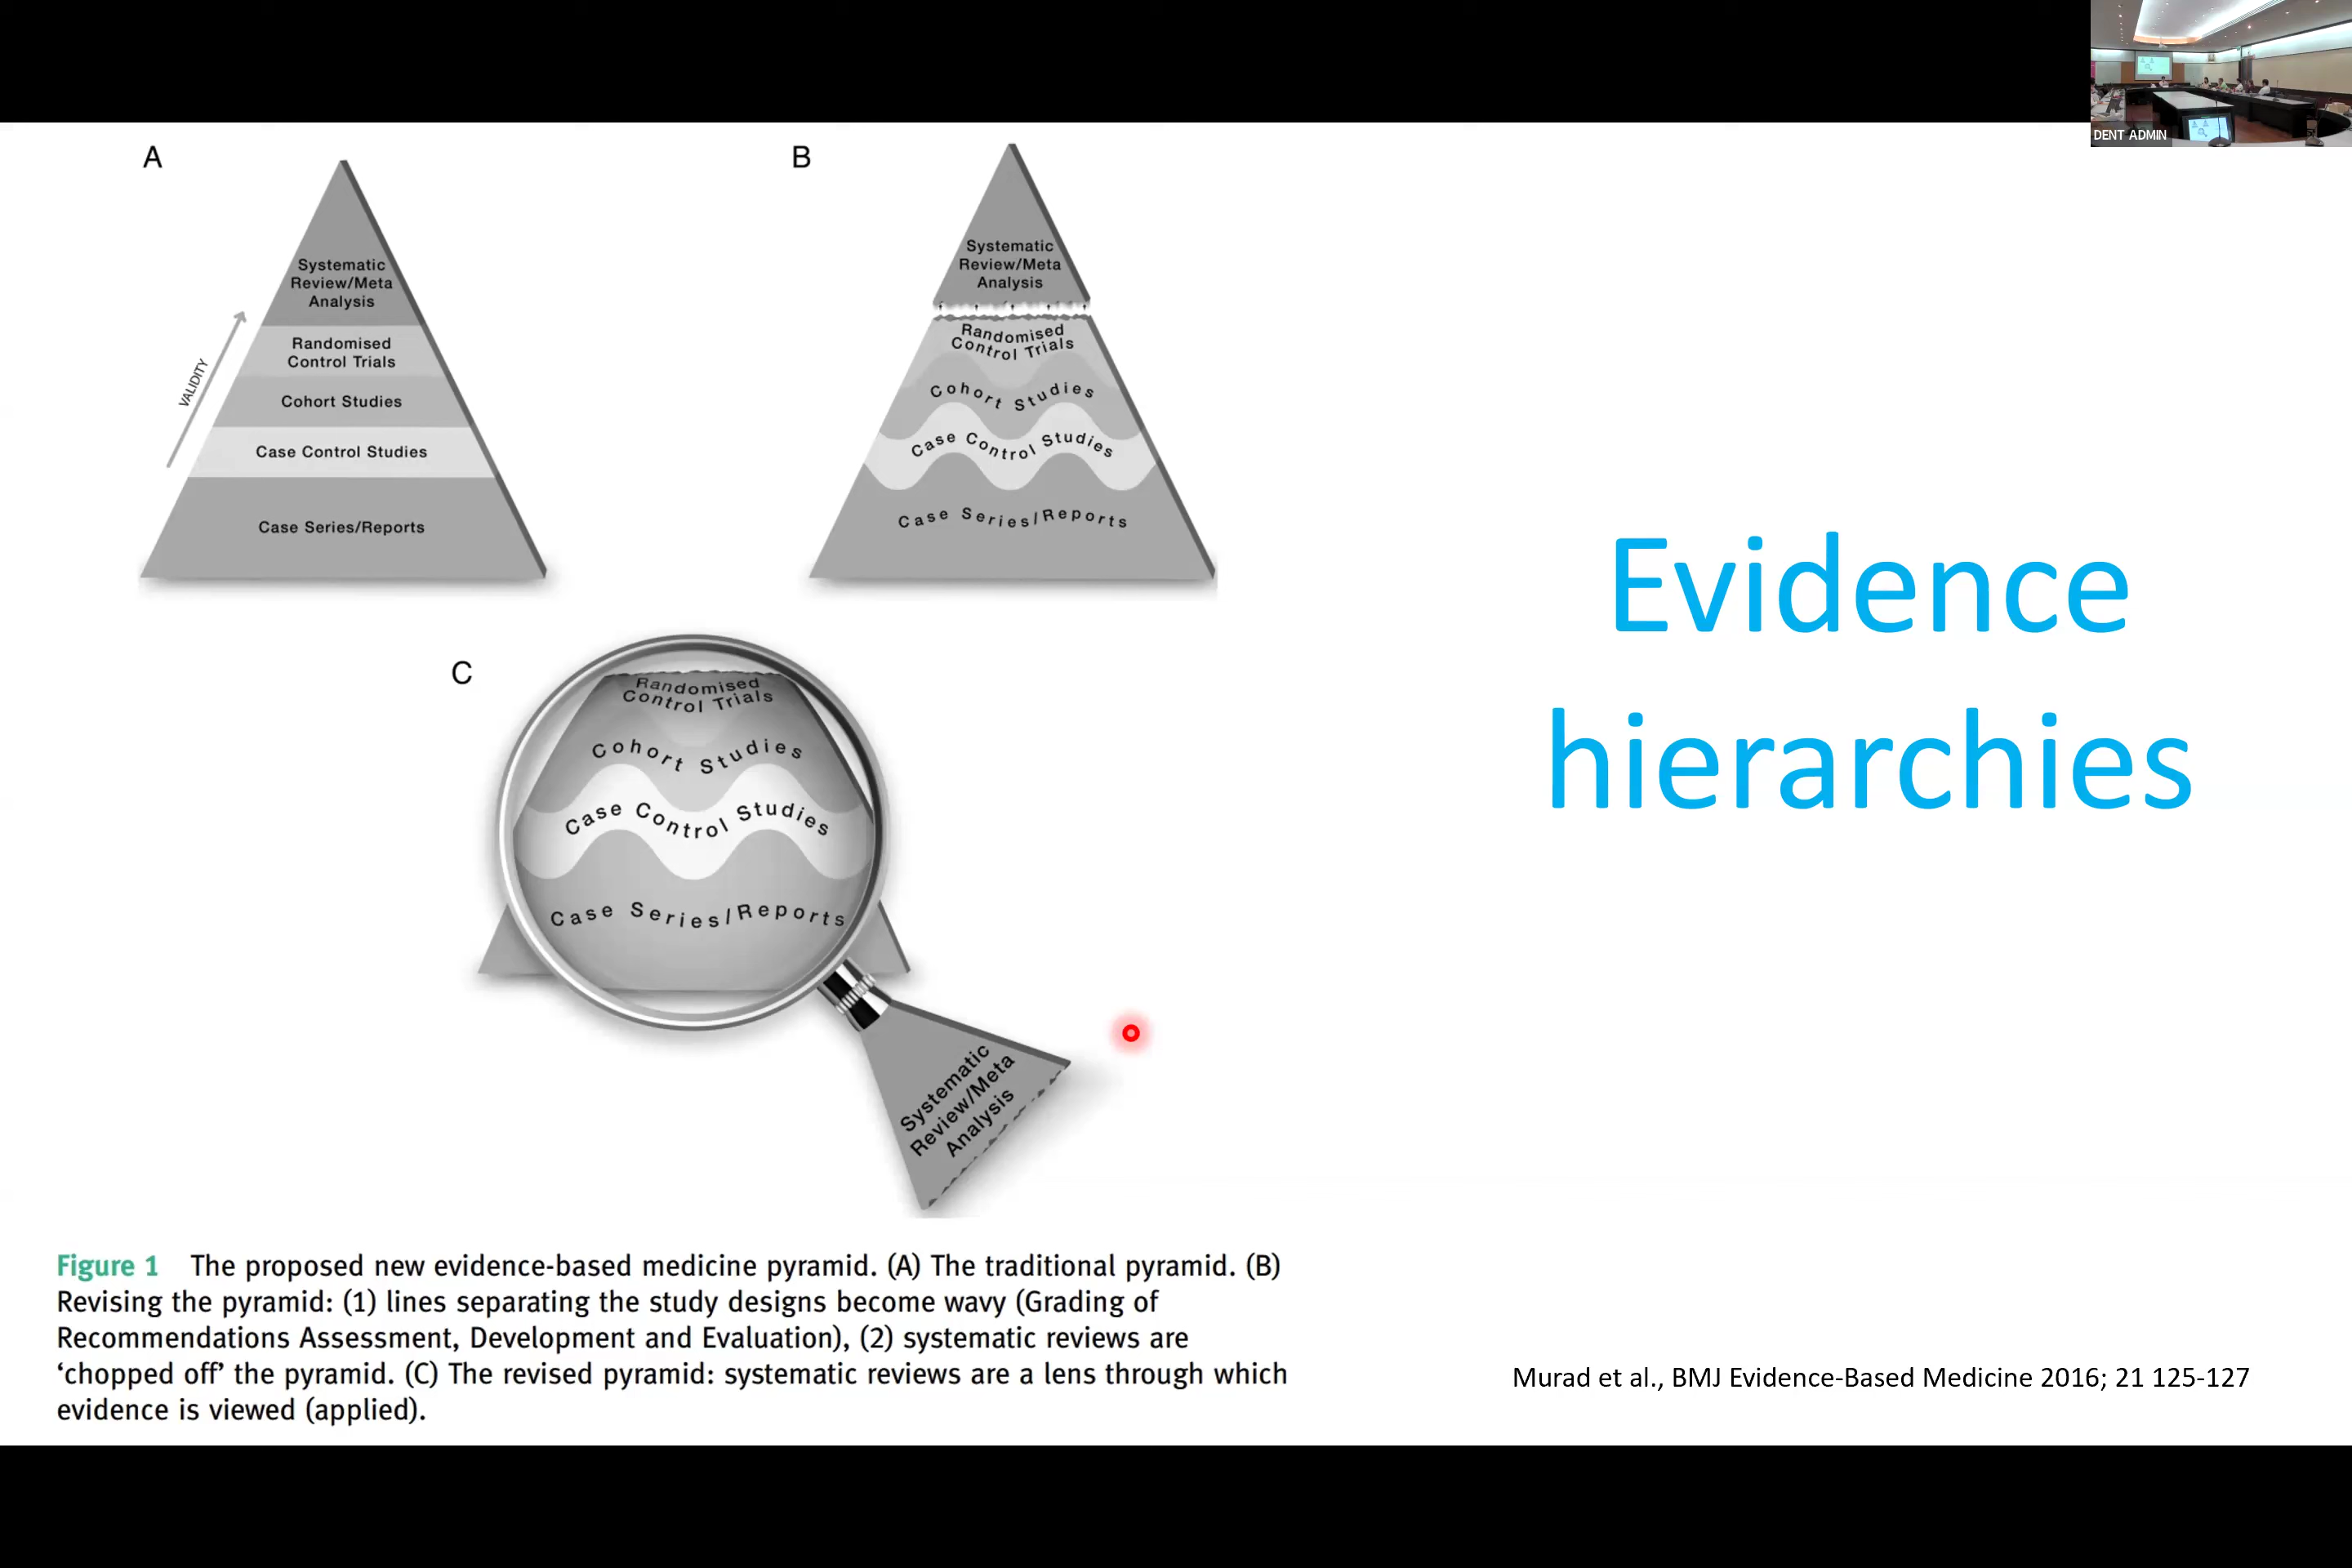 DENT ADMIN
A
Systematic
Review/Meta
Analysis
Randomised
Control Trials
Cohort Studies
Case Control Studies
Case Series/Reports
VALIDITY
B
Systematic
Review/Meta
Analysis
Randomised
Control Trials
Cohort Studies
Case Control Studies
Case Series/Reports
C
Randomised
Control Trials
Cohort Studies
Case Control Studies
Case Series/Reports
Systematic
Review/Meta
Analysis
Evidence
hierarchies
Figure 1 The proposed new evidence-based medicine pyramid. (A) The traditional pyramid. (B)
Revising the pyramid: (1) lines separating the study designs become wavy (Grading of
Recommendations Assessment, Development and Evaluation), (2) systematic reviews are
‘chopped off’ the pyramid. (C) The revised pyramid: systematic reviews are a lens through which
evidence is viewed (applied).
Murad et al., BMJ Evidence-Based Medicine 2016; 21 125-127